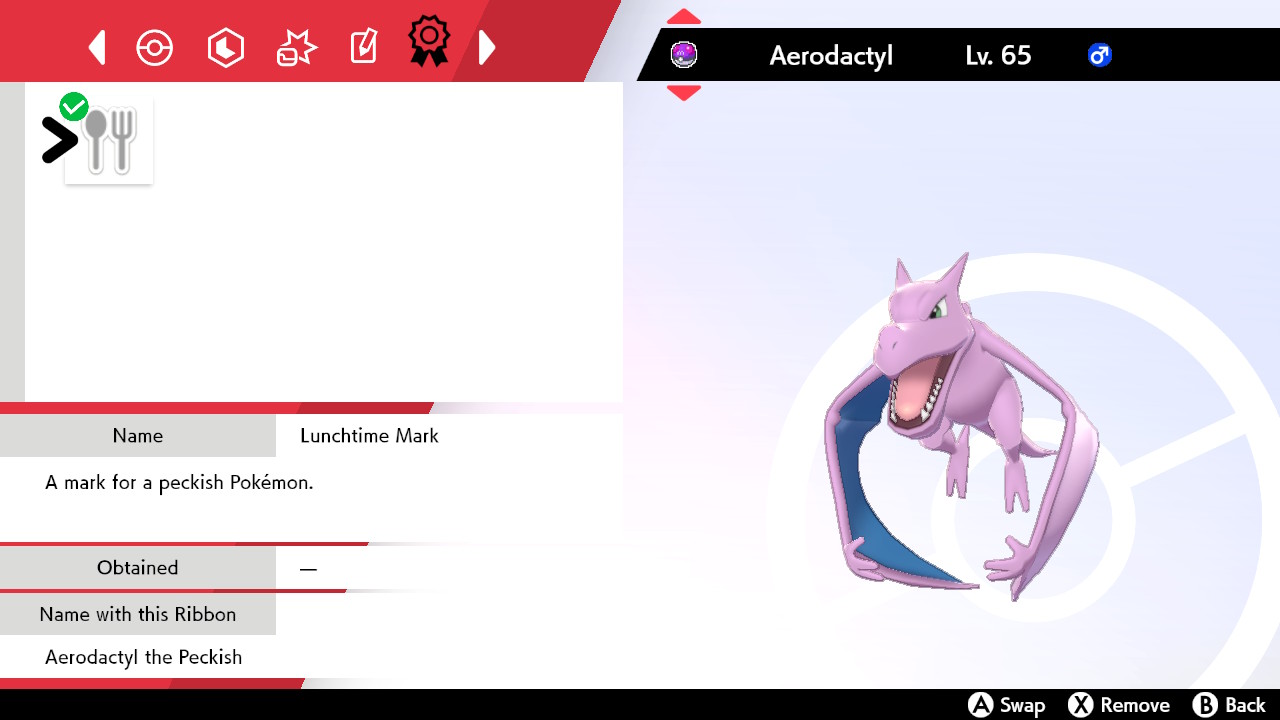 Aerodactyl Lv. 65 ♂
Name Lunchtime Mark
A mark for a peckish Pokémon.
Obtained —
Name with this Ribbon
Aerodactyl the Peckish
A Swap X Remove B Back